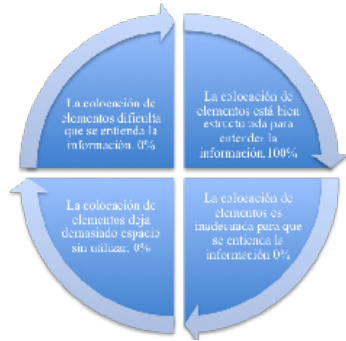 La colocación de
elementos dificulta
que se entienda la
información. 0%
La colocación de
elementos está bien
estructurada para
entender la
información.100%
La colocación de
elementos deja
demasiado espacio
sin utilizar. 0%
La colocación de
elementos es
inadecuada para que
se entienda la
información 0%